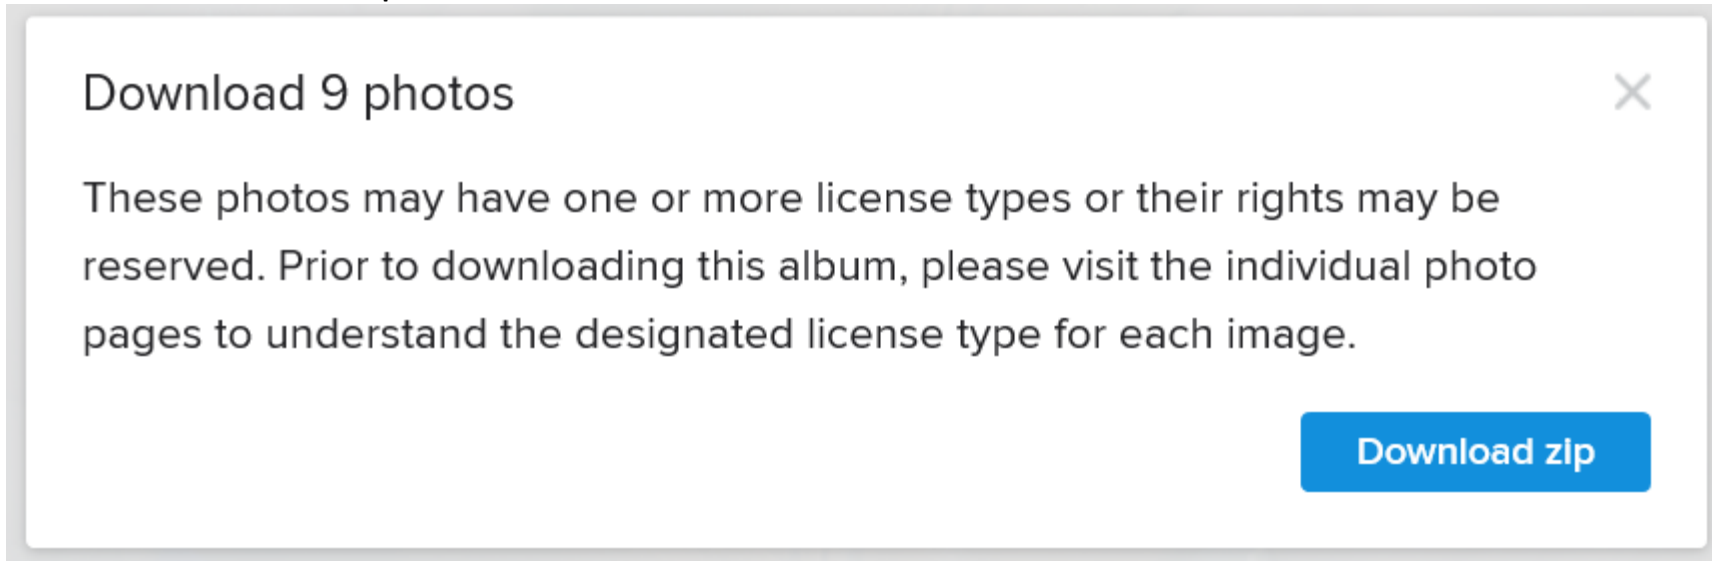 Download 9 photos
These photos may have one or more license types or their rights may be
reserved. Prior to downloading this album, please visit the individual photo
pages to understand the designated license type for each image.
Download zip